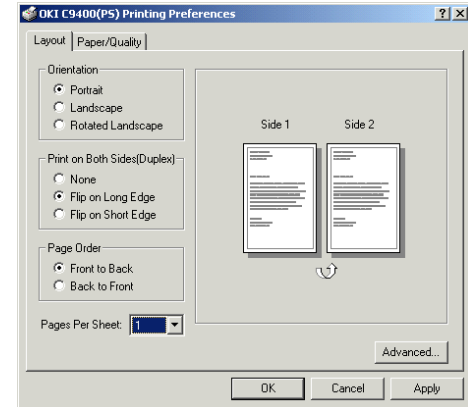 OKI C9400(PS) Printing Preferences
Layout
Paper/Quality
Orientation
Portrait
Landscape
Rotated Landscape
Print on Both Sides(Duplex)
None
Flip on Long Edge
Flip on Short Edge
Page Order
Front to Back
Back to Front
Pages Per Sheet:
1
Side 1
Side 2
Advanced...
OK
Cancel
Apply